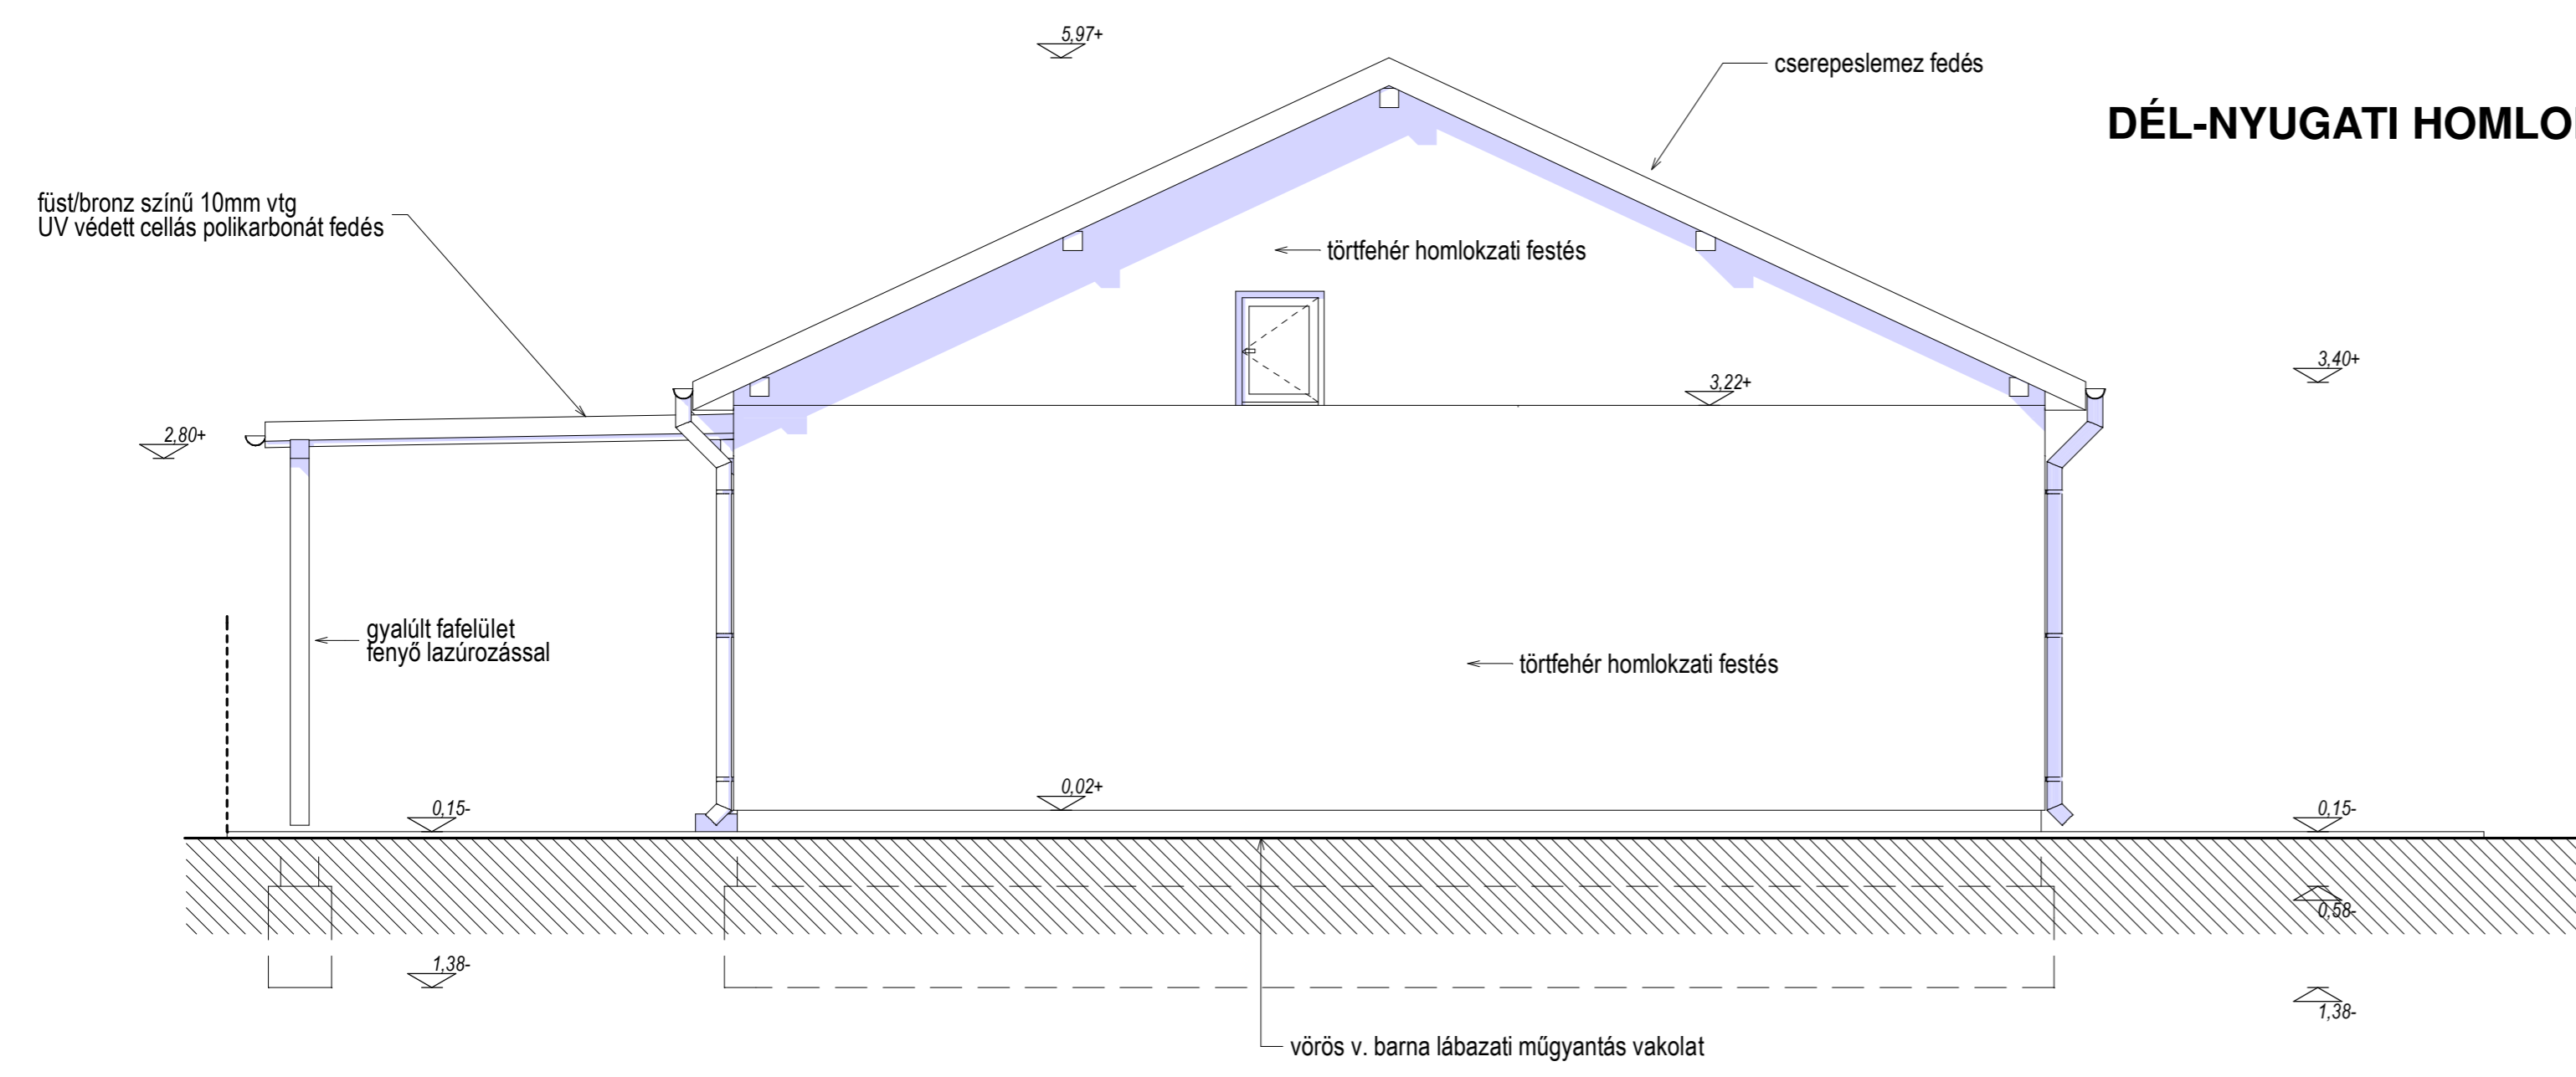 5,97+
cserepeslemez fedés
DÉL-NYUGATI HOMLO
füst/bronz színű 10mm vtg
UV védett cellás polikarbonát fedés
törtfehér homlokzati festés
3,40+
3,22+
2,80+
gyalúlt fafelület
fenyő lazúrozással
törtfehér homlokzati festés
0,02+
0,15-
0,15-
0,58-
1,38-
1,38-
vörös v. barna lábazati műgyantás vakolat